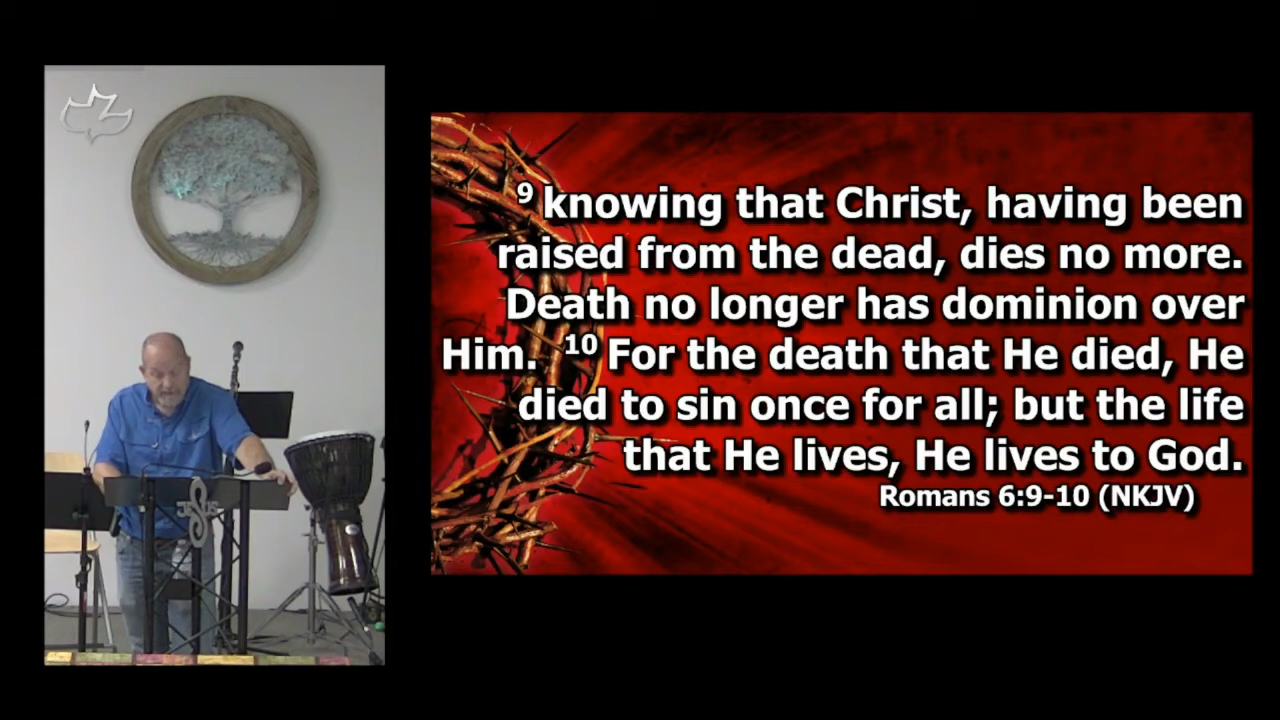 9 knowing that Christ, having been
raised from the dead, dies no more.
Death no longer has dominion over
Him. 10 For the death that He died, He
died to sin once for all; but the life
that He lives, He lives to God.
Romans 6:9-10 (NKJV)